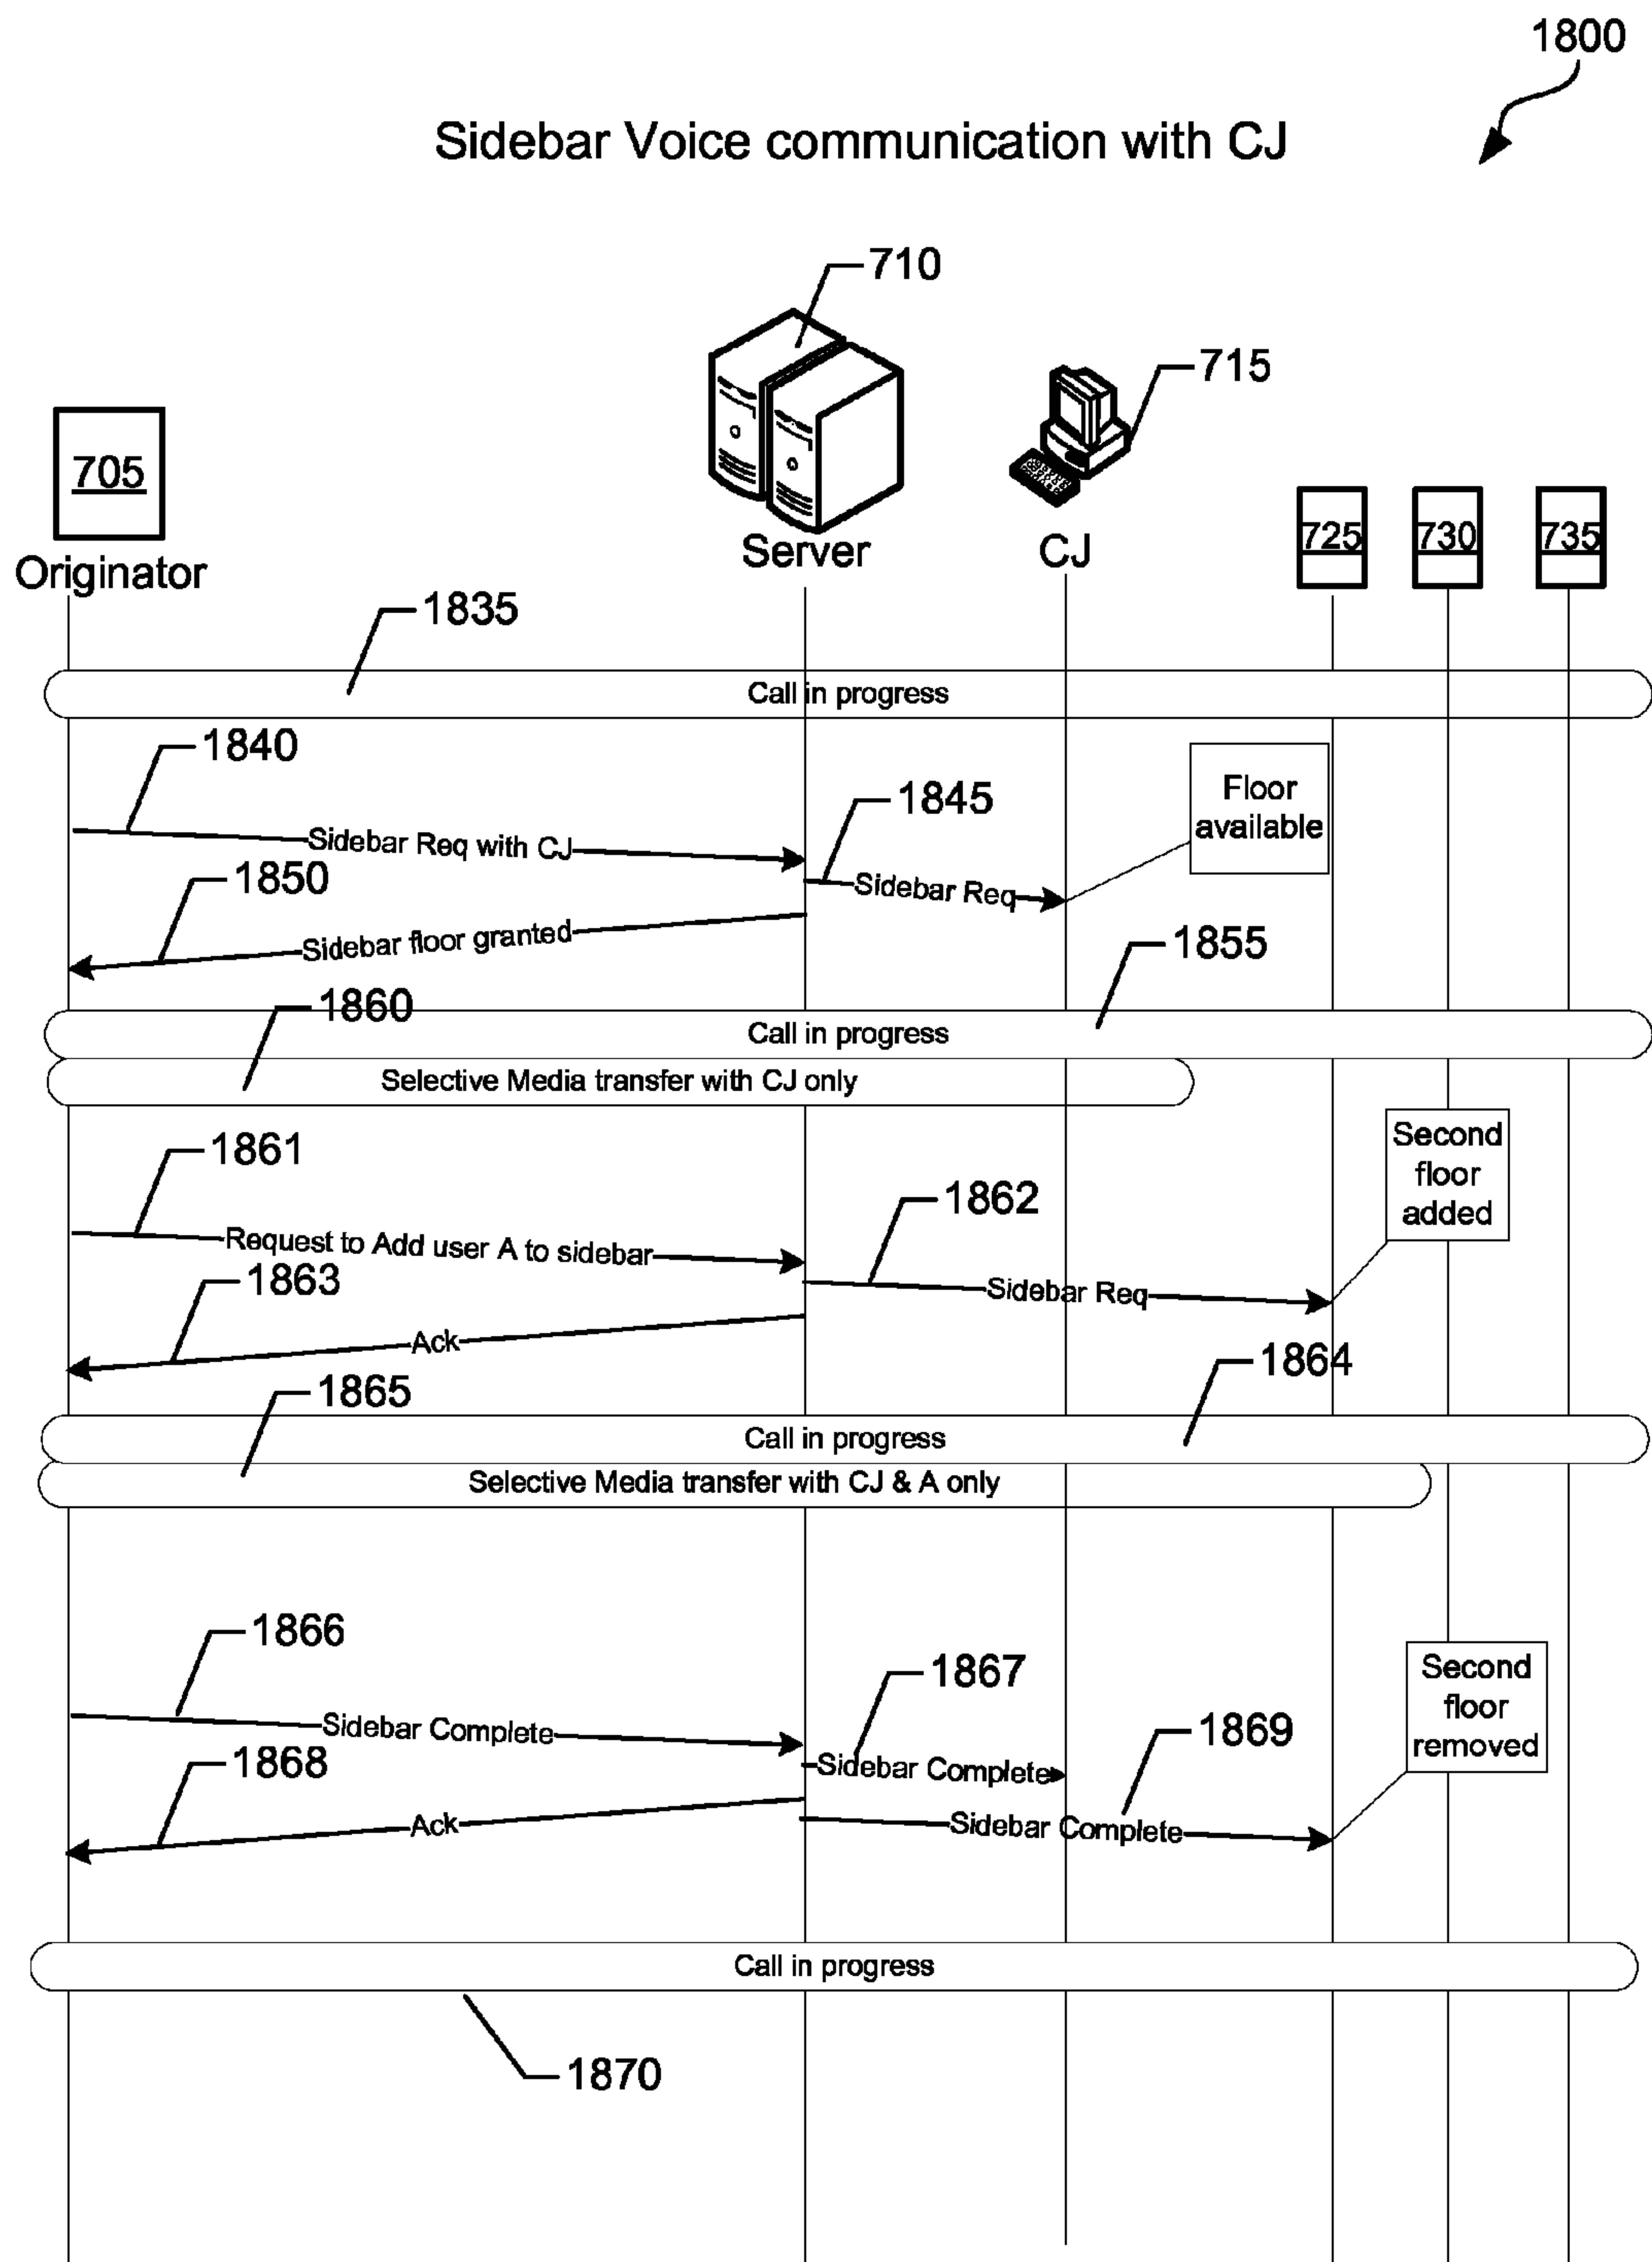 1800
Sidebar Voice communication with CJ
710
715
705
Originator
Server
CJ
725
730
735
1835
Call in progress
1840
Sidebar Req with CJ
1845
Sidebar Req
Floor
available
1850
Sidebar floor granted
1855
Call in progress
1860
Selective Media transfer with CJ only
1861
Request to Add user A to sidebar
1862
Sidebar Req
Second
floor
added
1863
Ack
1864
Call in progress
1865
Selective Media transfer with CJ & A only
1866
Sidebar Complete
1867
Sidebar Complete
1868
Ack
1869
Sidebar Complete
Second
floor
removed
Call in progress
1870